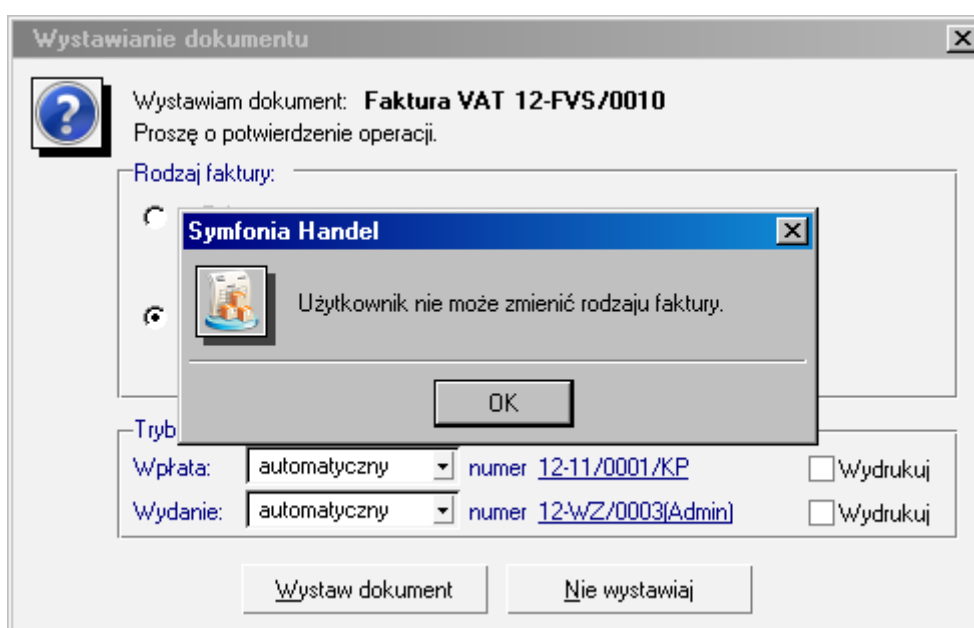 Wystawianie dokumentu
Wystawiam dokument: Faktura VAT 12-FVS/0010
Proszę o potwierdzenie operacji.
Rodzaj faktury:
Symfonia Handel
Użytkownik nie może zmienić rodzaju faktury.
OK
Tryb
Wpłata: automatyczny numer 12-11/0001/KP Wydrukuj
Wydanie: automatyczny numer 12-WZ/0003(Admin) Wydrukuj
Wystaw dokument Nie wystawiaj